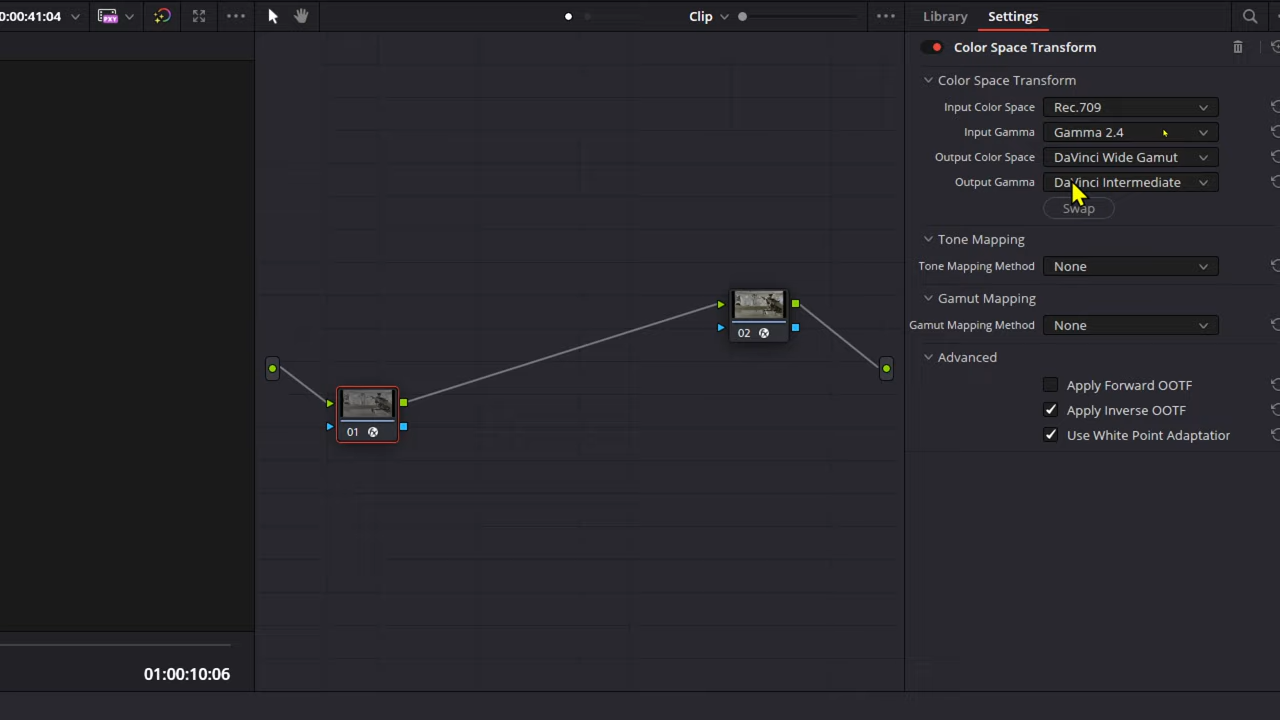 0:00:41:04
Clip
Library Settings
Color Space Transform
Color Space Transform
Input Color Space Rec.709
Input Gamma Gamma 2.4
Output Color Space DaVinci Wide Gamut
Output Gamma DaVinci Intermediate
Swap
Tone Mapping
Tone Mapping Method None
Gamut Mapping
Gamut Mapping Method None
Advanced
Apply Forward OOTF
Apply Inverse OOTF
Use White Point Adaptation
02
01
01:00:10:06